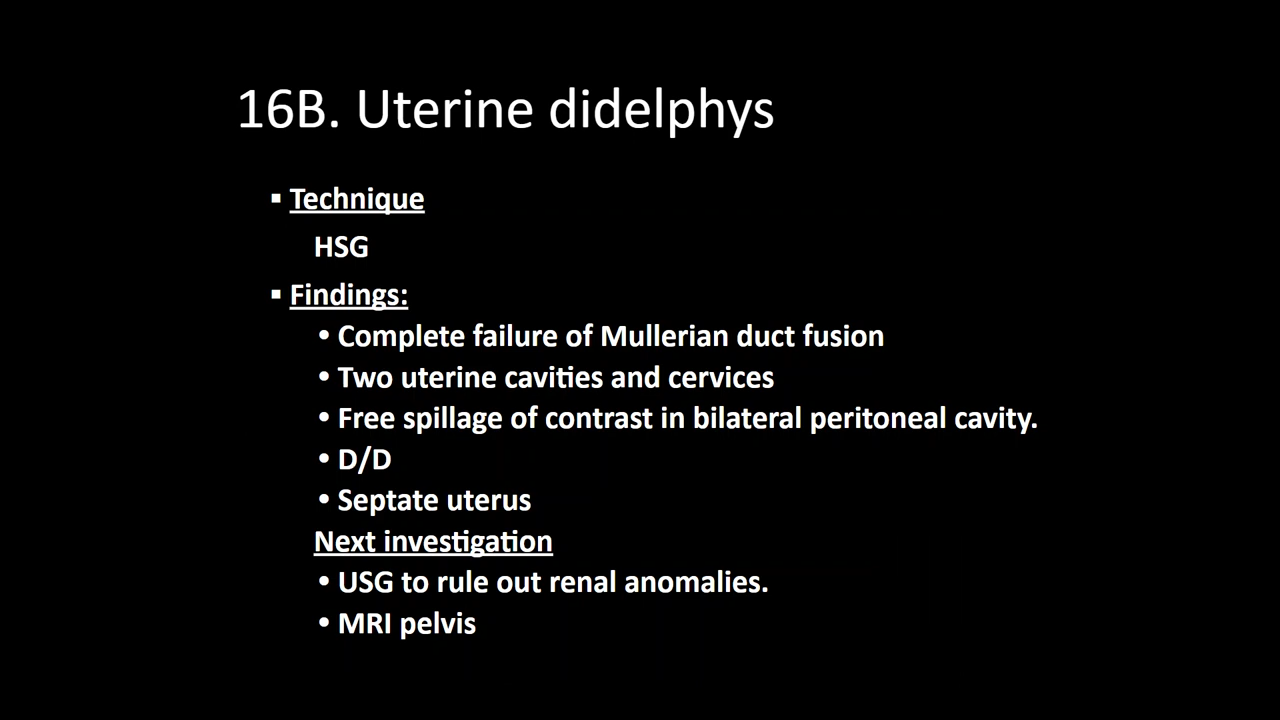 16B. Uterine didelphys
▪ Technique
HSG
▪ Findings:
• Complete failure of Mullerian duct fusion
• Two uterine cavities and cervices
• Free spillage of contrast in bilateral peritoneal cavity.
• D/D
• Septate uterus
Next investigation
• USG to rule out renal anomalies.
• MRI pelvis